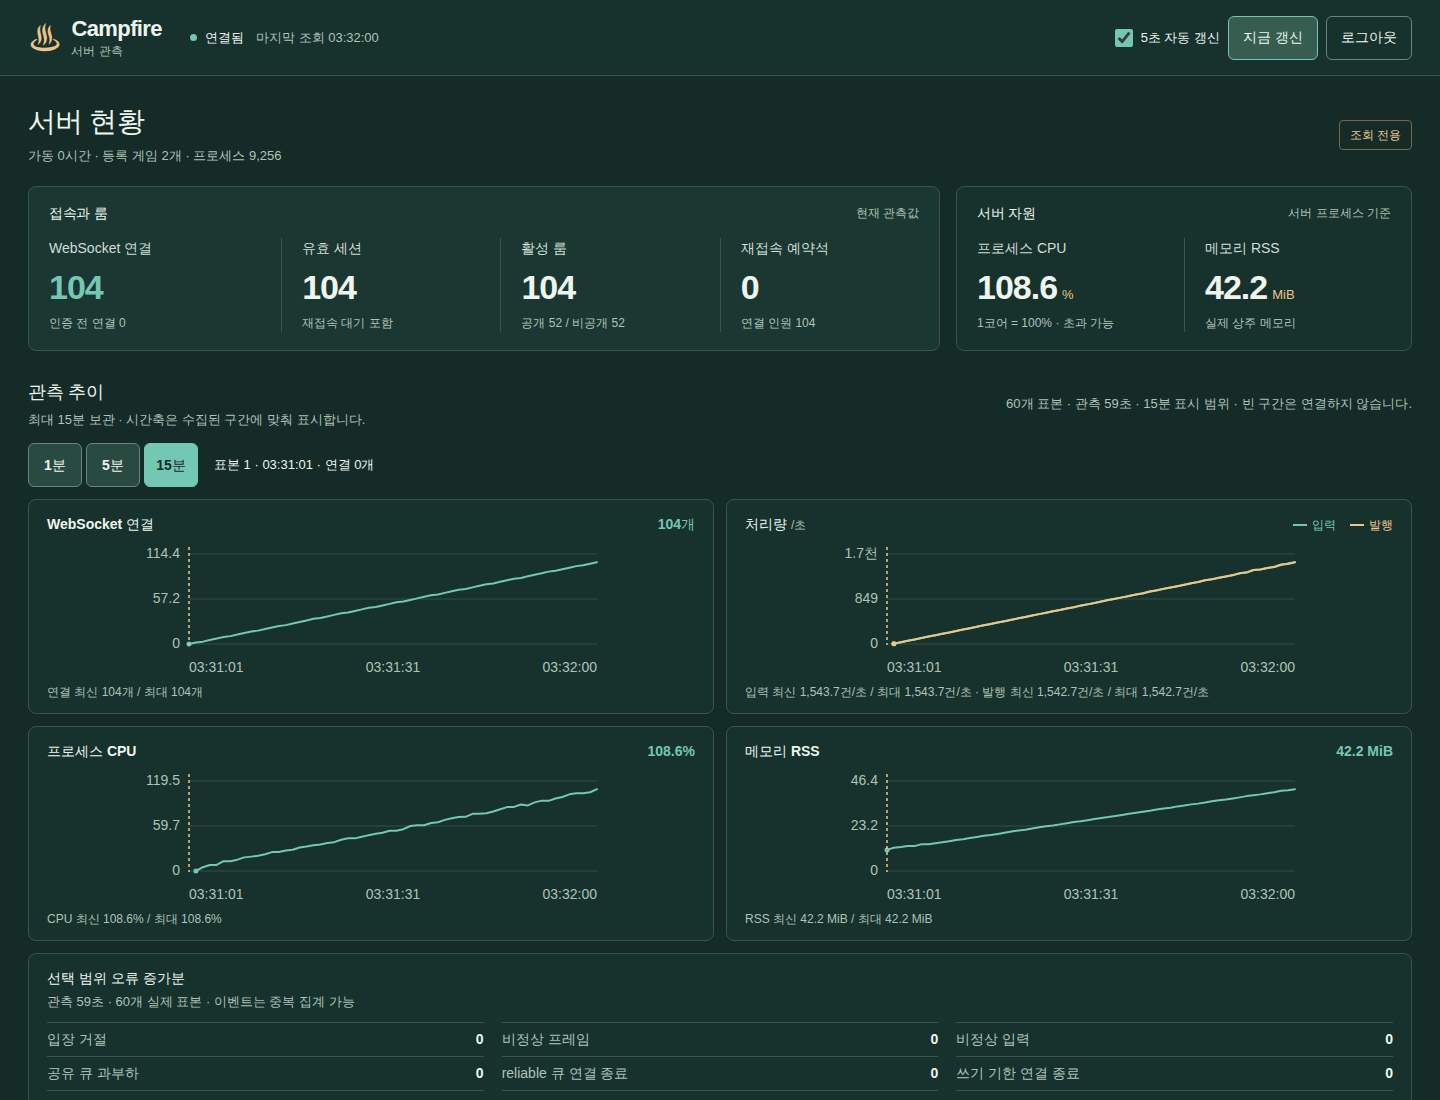 Campfire
서버 관측
연결됨 마지막 조회 03:32:00
5초 자동 갱신 지금 갱신 로그아웃
서버 현황
가동 0시간 · 등록 게임 2개 · 프로세스 9,256
조회 전용
접속과 룸 현재 관측값
WebSocket 연결 유효 세션 활성 룸 재접속 예약석
104 104 104 0
인증 전 연결 0 재접속 대기 포함 공개 52 / 비공개 52 연결 인원 104
서버 자원 서버 프로세스 기준
프로세스 CPU 메모리 RSS
108.6 % 42.2 MiB
1코어 = 100% · 초과 가능 실제 상주 메모리
관측 추이
최대 15분 보관 · 시간축은 수집된 구간에 맞춰 표시합니다.
60개 표본 · 관측 59초 · 15분 표시 범위 · 빈 구간은 연결하지 않습니다.
1분 5분 15분 표본 1 · 03:31:01 · 연결 0개
WebSocket 연결 104개
114.4
57.2
0
03:31:01 03:31:31 03:32:00
연결 최신 104개 / 최대 104개
처리량 /초 입력 발행
1.7천
849
0
03:31:01 03:31:31 03:32:00
입력 최신 1,543.7건/초 / 최대 1,543.7건/초 · 발행 최신 1,542.7건/초 / 최대 1,542.7건/초
프로세스 CPU 108.6%
119.5
59.7
0
03:31:01 03:31:31 03:32:00
CPU 최신 108.6% / 최대 108.6%
메모리 RSS 42.2 MiB
46.4
23.2
0
03:31:01 03:31:31 03:32:00
RSS 최신 42.2 MiB / 최대 42.2 MiB
선택 범위 오류 증가분
관측 59초 · 60개 실제 표본 · 이벤트는 중복 집계 가능
입장 거절 0 비정상 프레임 0 비정상 입력 0
공유 큐 과부하 0 reliable 큐 연결 종료 0 쓰기 기한 연결 종료 0